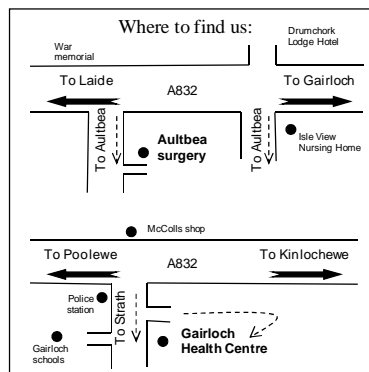 Where to find us:
War
memorial
Drumchork
Lodge Hotel
To Laide
A832
To Gairloch
To Aultbea
Aultbea
surgery
To Aultbea
Isle View
Nursing Home
McColls shop
To Poolewe
A832
To Kinlochewe
Police
station
To Strath
Gairloch
schools
Gairloch
Health Centre